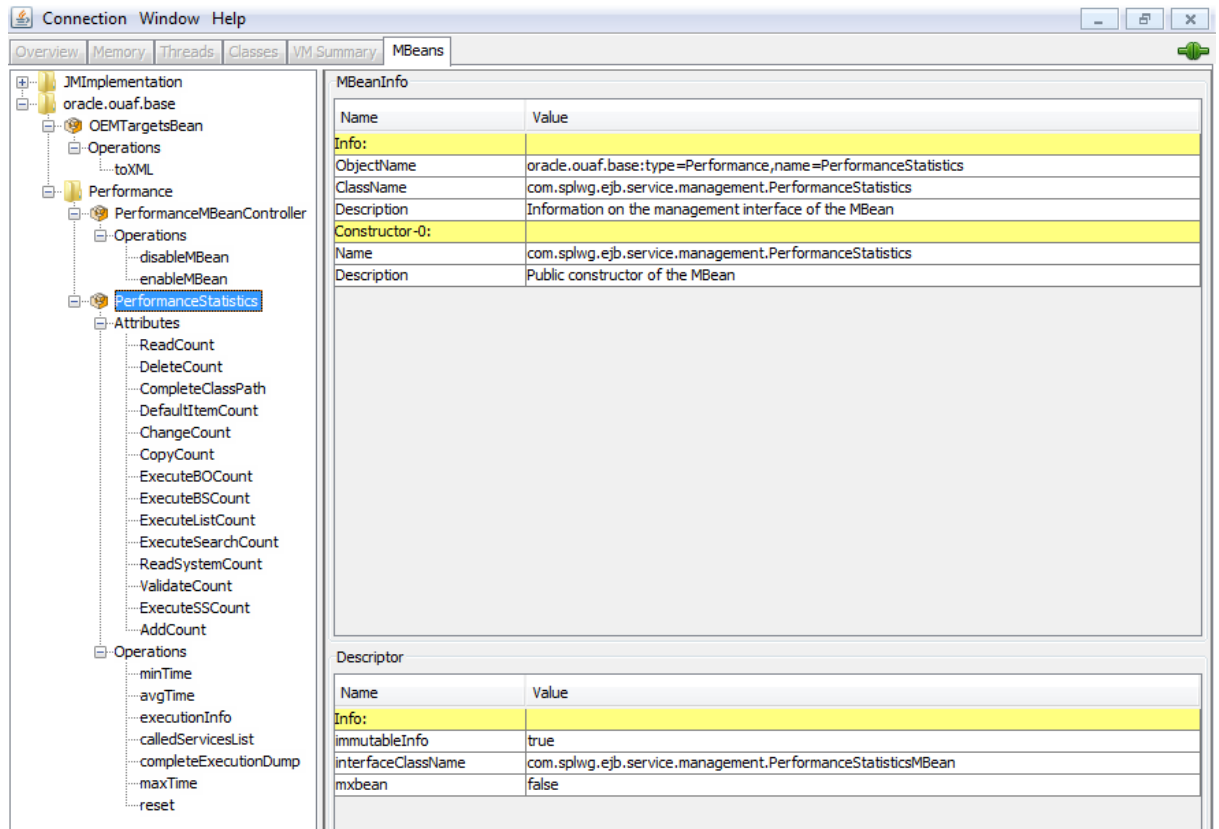 Connection Window Help
Overview Memory Threads Classes VM Summary MBeans
JMImplementation
oracle.ouaf.base
OEMTargetsBean
Operations
toXML
Performance
PerformanceMBeanController
Operations
disableMBean
enableMBean
PerformanceStatistics
Attributes
ReadCount
DeleteCount
CompleteClassPath
DefaultItemCount
ChangeCount
CopyCount
ExecuteBOCount
ExecuteBSCount
ExecuteListCount
ExecuteSearchCount
ReadSystemCount
ValidateCount
ExecuteSSCount
AddCount
Operations
minTime
avgTime
executionInfo
calledServicesList
completeExecutionDump
maxTime
reset
MBeanInfo
Name Value
Info:
ObjectName oracle.ouaf.base:type=Performance,name=PerformanceStatistics
ClassName com.splwg.ejb.service.management.PerformanceStatistics
Description Information on the management interface of the MBean
Constructor-0:
Name com.splwg.ejb.service.management.PerformanceStatistics
Description Public constructor of the MBean
Descriptor
Name Value
Info:
immutableInfo true
interfaceClassName com.splwg.ejb.service.management.PerformanceStatisticsMBean
mxbean false